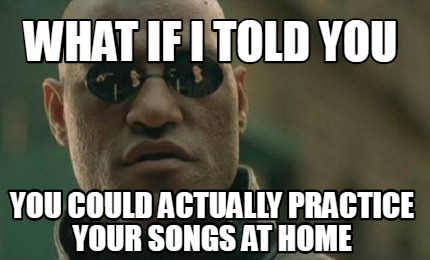 WHAT IF I TOLD YOU
YOU COULD ACTUALLY PRACTICE
YOUR SONGS AT HOME